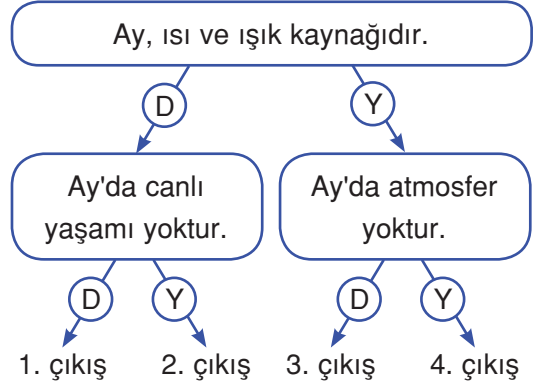 Ay, ısı ve ışık kaynağıdır.
D
Y
Ay'da canlı
yaşamı yoktur.
Ay'da atmosfer
yoktur.
D
Y
D
Y
1. çıkış
2. çıkış
3. çıkış
4. çıkış